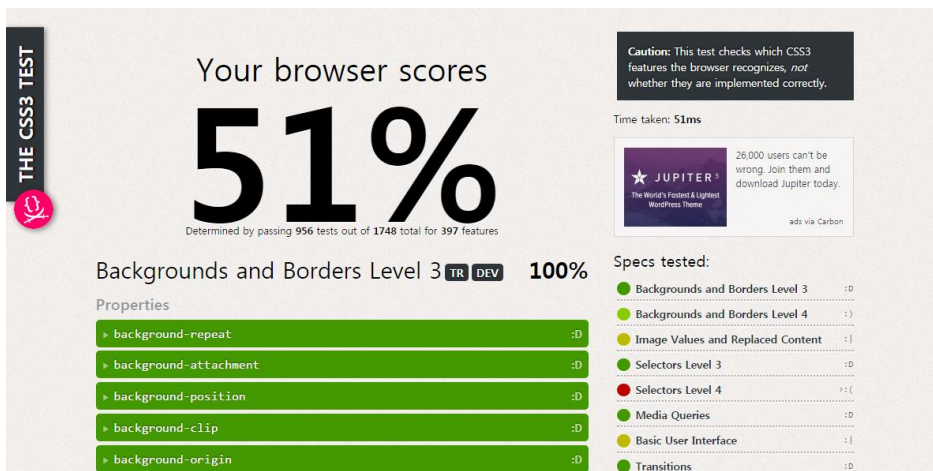 THE CSS3 TEST
Your browser scores
51%
Determined by passing 956 tests out of 1748 total for 397 features
Backgrounds and Borders Level 3 TR DEV 100%
Properties
background-repeat :D
background-attachment :D
background-position :D
background-clip :D
background-origin :D
Caution: This test checks which CSS3
features the browser recognizes, not
whether they are implemented correctly.
Time taken: 51ms
JUPITER 5
The World's Fastest & Lightest
WordPress Theme
26,000 users can't be
wrong. Join them and
download Jupiter today.
ads via Carbon
Specs tested:
Backgrounds and Borders Level 3 :D
Backgrounds and Borders Level 4 :)
Image Values and Replaced Content :|
Selectors Level 3 :D
Selectors Level 4 >:(
Media Queries :D
Basic User Interface :|
Transitions :D